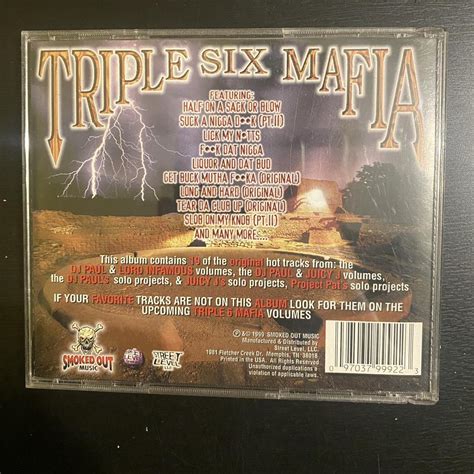 TRIPLE SIX MAFIA
FEATURING:
HALF ON A SACK OR BLOW
SUCK A NIGGA D**K (PT.II)
LICK MY N*TTS
F**K DAT NIGGA
LIQUOR AND DAT BUD
GET BUCK MUTHA F**KA (ORIGINAL)
LONG AND HARD (ORIGINAL)
TEAR DA CLUB UP (ORIGINAL)
SLOB ON MY KNOB (PT.II)
AND MANY MORE....
This album contains 19 of the original hot tracks from: the
DJ PAUL & LORD INFAMOUS volumes, the DJ PAUL & JUICY J'S volumes,
the DJ PAUL'S solo projects, & JUICY J'S solo projects, Project Pat's solo projects
IF YOUR FAVORITE TRACKS ARE NOT ON THIS ALBUM LOOK FOR THEM ON THE
UPCOMING TRIPLE 6 MAFIA VOLUMES
SMOKED OUT
MUSIC
STREET
LEVEL
©1999 SMOKED OUT MUSIC
Manufactured & Distributed by
Street Level, LLC.
1981 Fletcher Creek Dr. Memphis, TN. 38018
Printed in the USA. All Rights Reserved.
Unauthorized duplications a
violation of applicable laws.
0 97037 99922 3